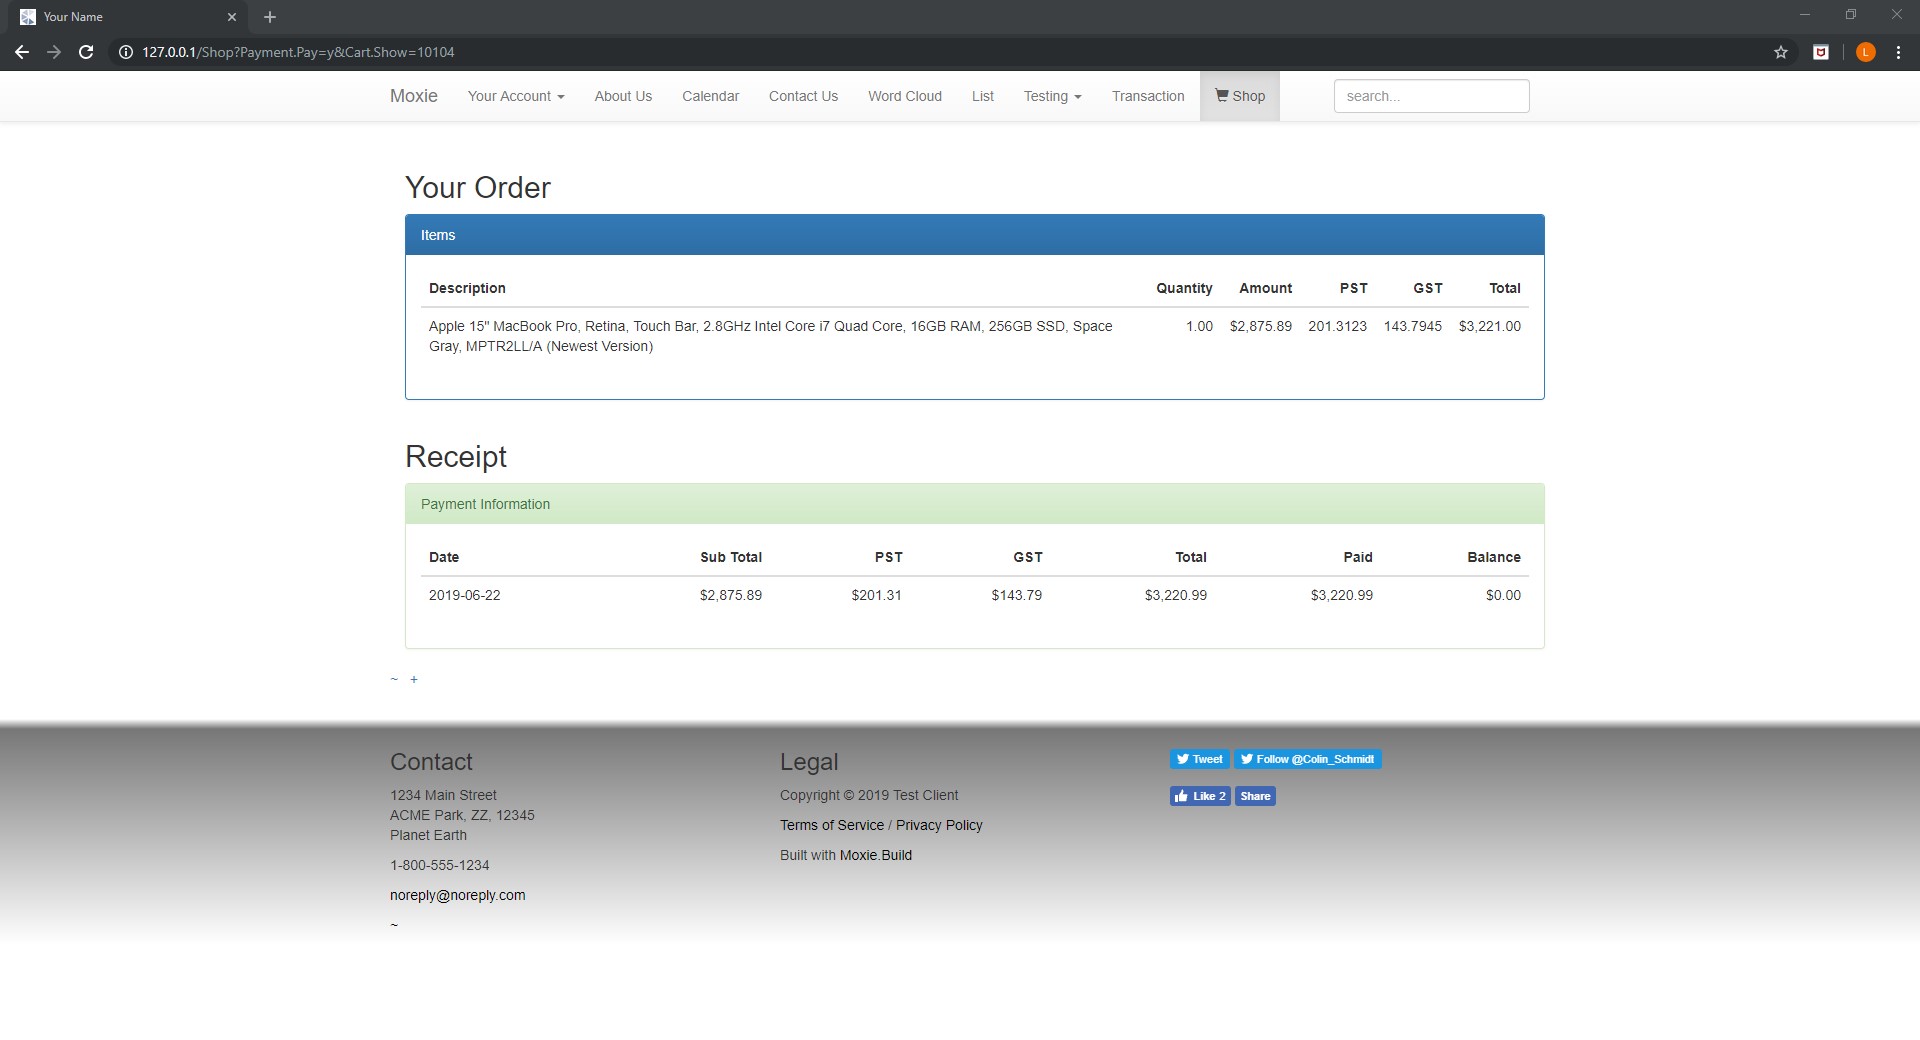 Your Name
127.0.0.1/Shop?Payment.Pay=y&Cart.Show=10104
L
Moxie Your Account About Us Calendar Contact Us Word Cloud List Testing Transaction Shop search...
Your Order
Items
Description Quantity Amount PST GST Total
Apple 15" MacBook Pro, Retina, Touch Bar, 2.8GHz Intel Core i7 Quad Core, 16GB RAM, 256GB SSD, Space 1.00 $2,875.89 201.3123 143.7945 $3,221.00
Gray, MPTR2LL/A (Newest Version)
Receipt
Payment Information
Date Sub Total PST GST Total Paid Balance
2019-06-22 $2,875.89 $201.31 $143.79 $3,220.99 $3,220.99 $0.00
~ +
Contact
1234 Main Street
ACME Park, ZZ, 12345
Planet Earth
1-800-555-1234
noreply@noreply.com
~
Legal
Copyright © 2019 Test Client
Terms of Service / Privacy Policy
Built with Moxie.Build
Tweet Follow @Colin_Schmidt
Like 2 Share